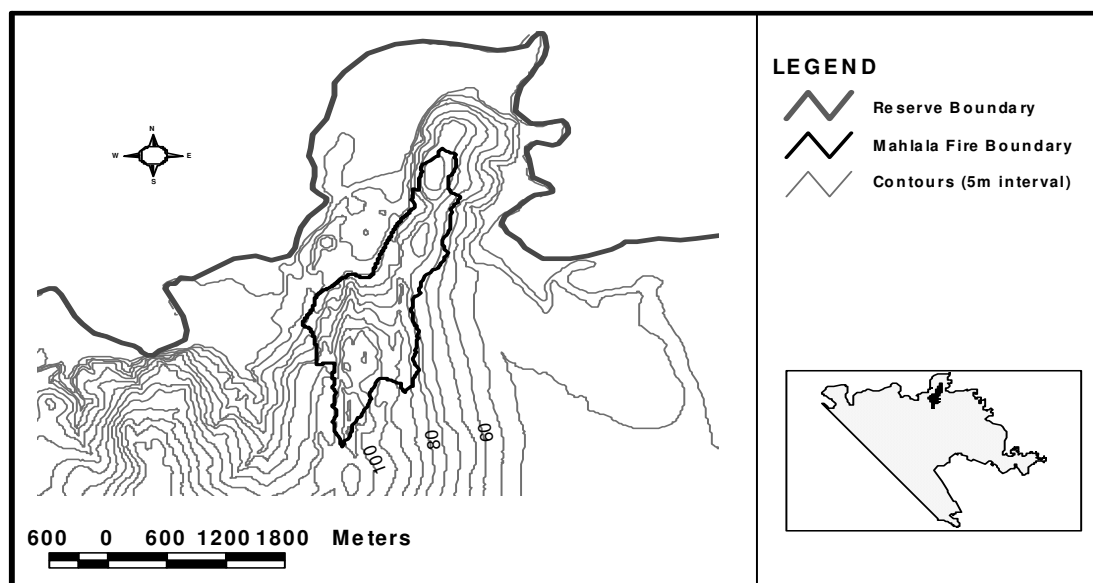 LEGEND
Reserve Boundary
Mahlala Fire Boundary
Contours (5m interval)
N
W E
S
100
80
60
600 0 600 1200 1800 Meters